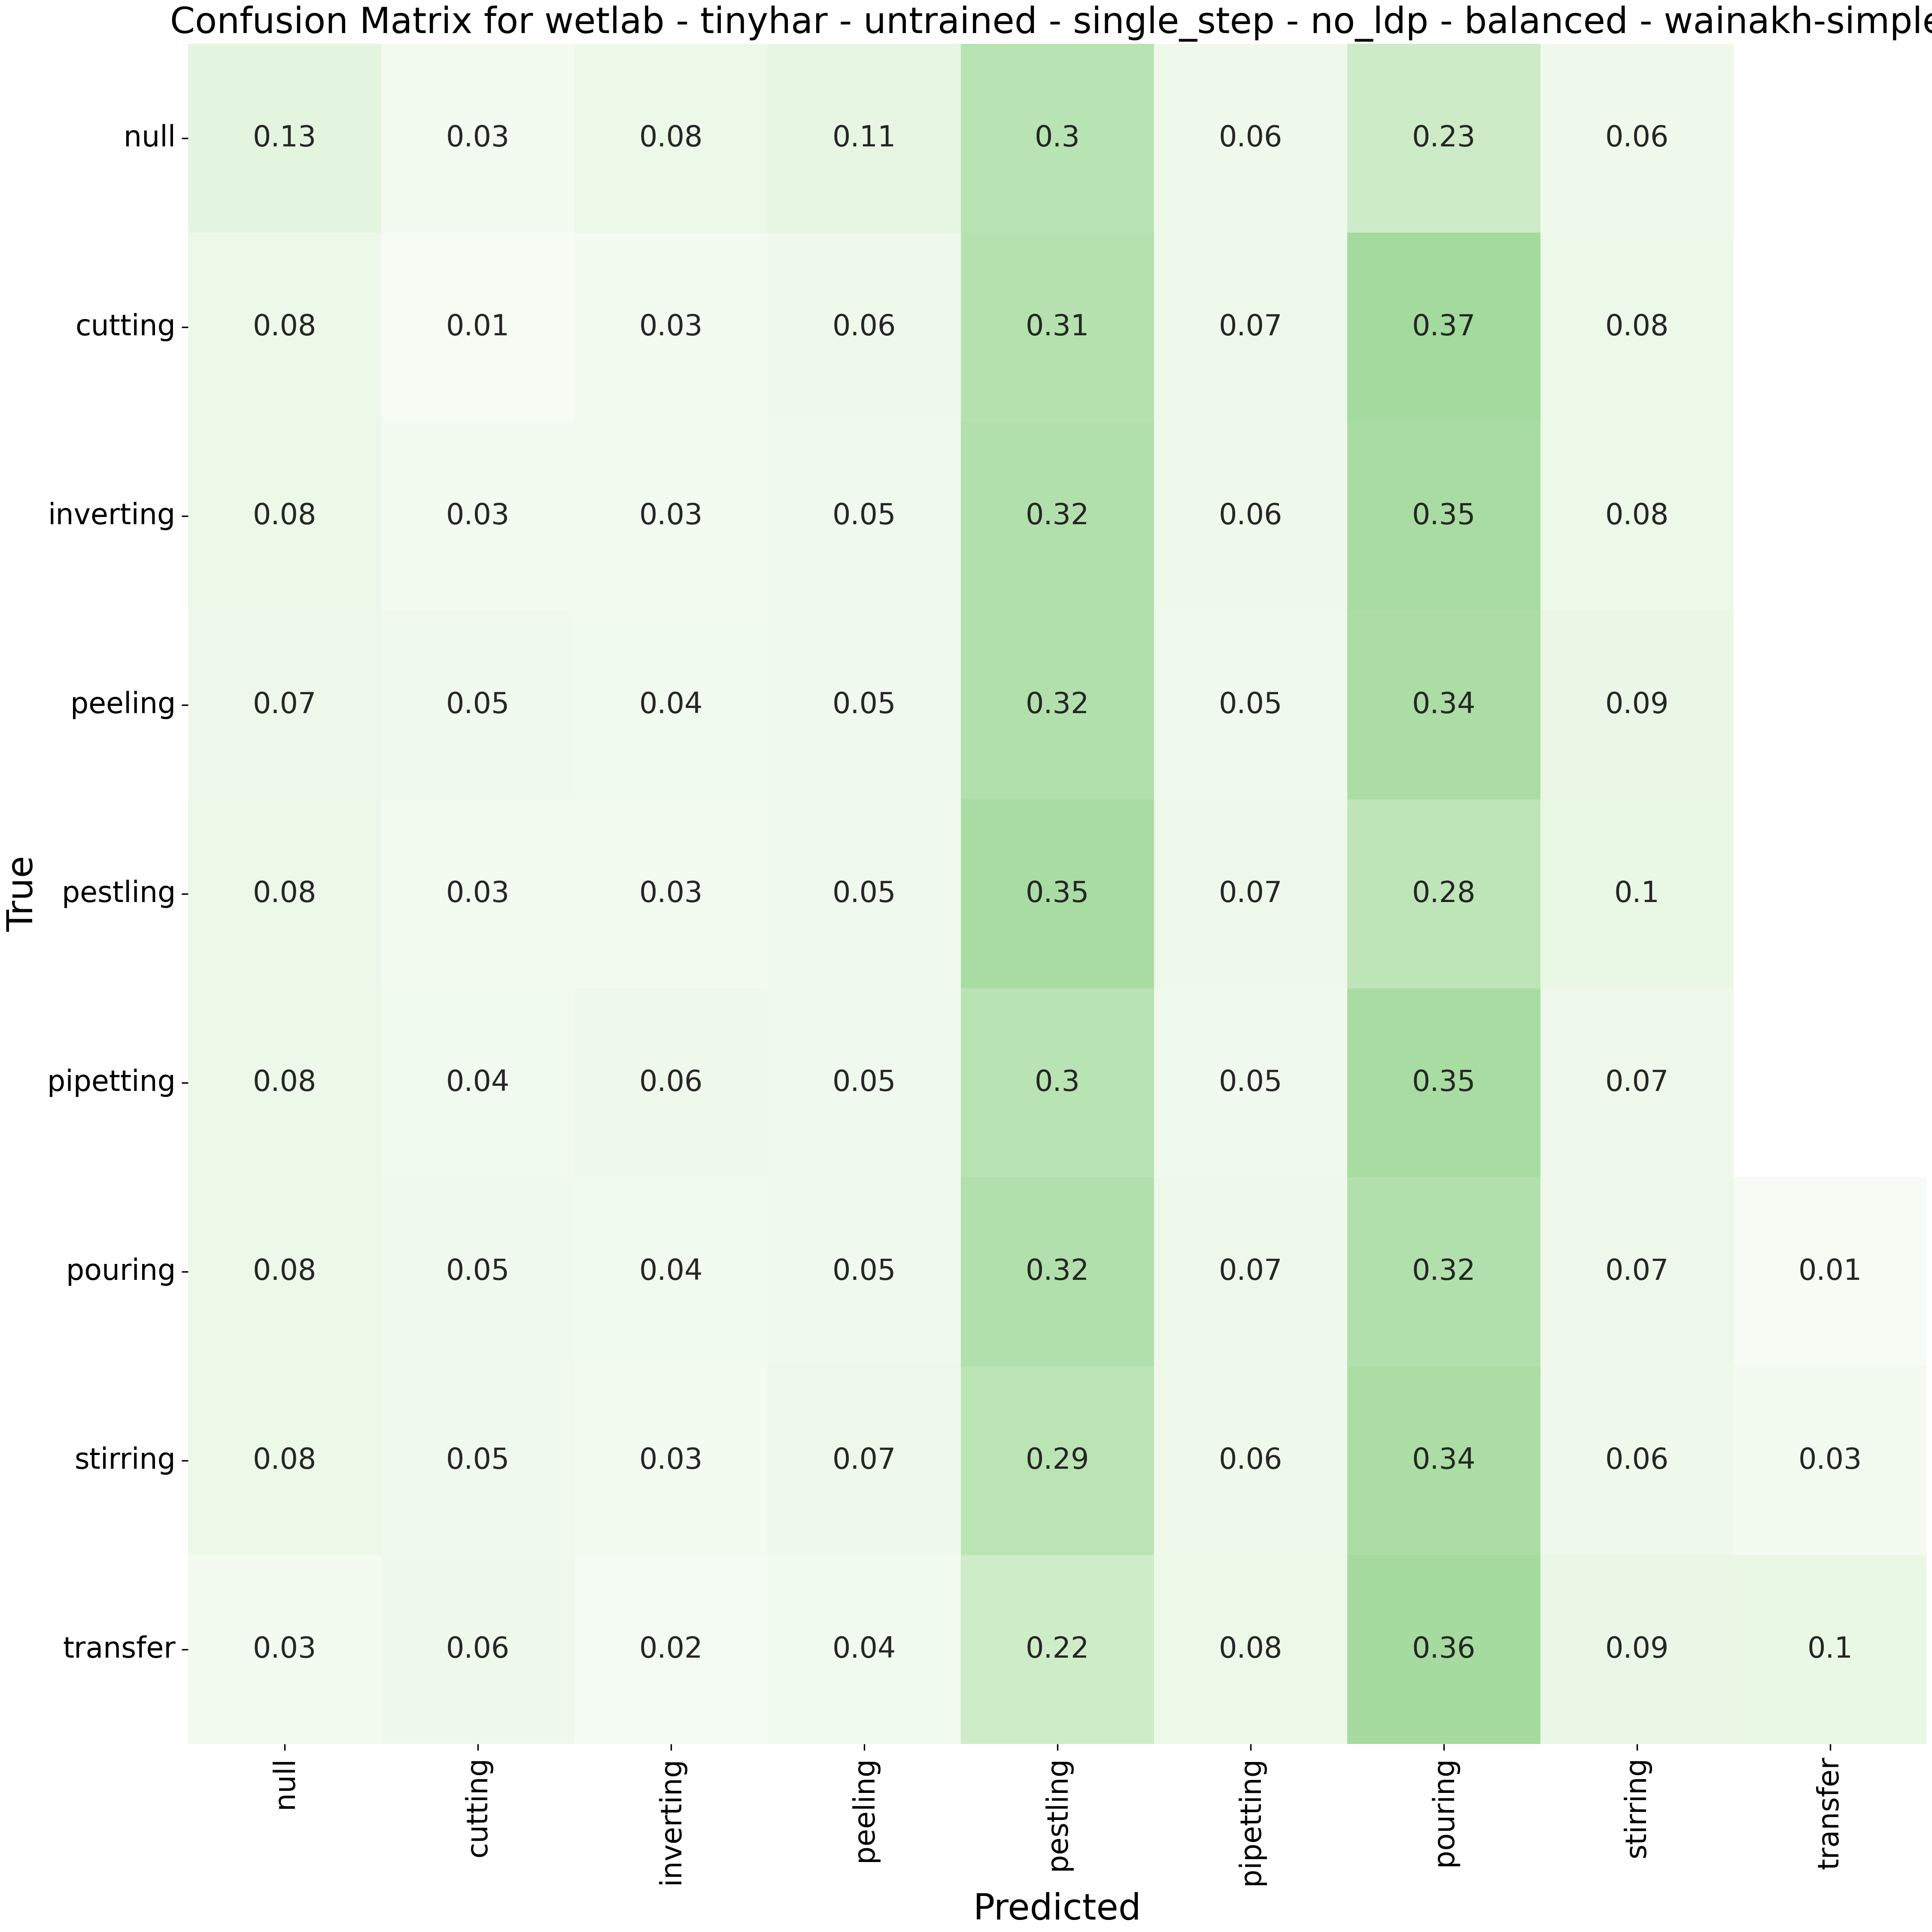 Confusion Matrix for wetlab - tinyhar - untrained - single_step - no_ldp - balanced - wainakh-simple
null 0.13 0.03 0.08 0.11 0.3 0.06 0.23 0.06
cutting 0.08 0.01 0.03 0.06 0.31 0.07 0.37 0.08
inverting 0.08 0.03 0.03 0.05 0.32 0.06 0.35 0.08
peeling 0.07 0.05 0.04 0.05 0.32 0.05 0.34 0.09
pestling 0.08 0.03 0.03 0.05 0.35 0.07 0.28 0.1
pipetting 0.08 0.04 0.06 0.05 0.3 0.05 0.35 0.07
pouring 0.08 0.05 0.04 0.05 0.32 0.07 0.32 0.07 0.01
stirring 0.08 0.05 0.03 0.07 0.29 0.06 0.34 0.06 0.03
transfer 0.03 0.06 0.02 0.04 0.22 0.08 0.36 0.09 0.1
True
null cutting inverting peeling pestling pipetting pouring stirring transfer
Predicted